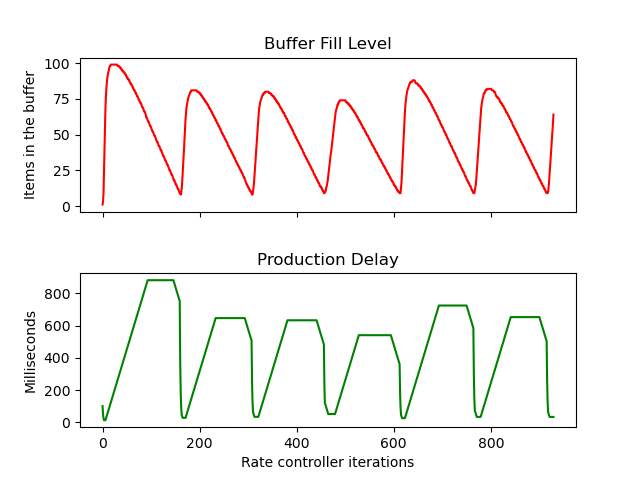 Buffer Fill Level
Items in the buffer
100
75
50
25
0
Production Delay
Milliseconds
800
600
400
200
0
0 200 400 600 800
Rate controller iterations